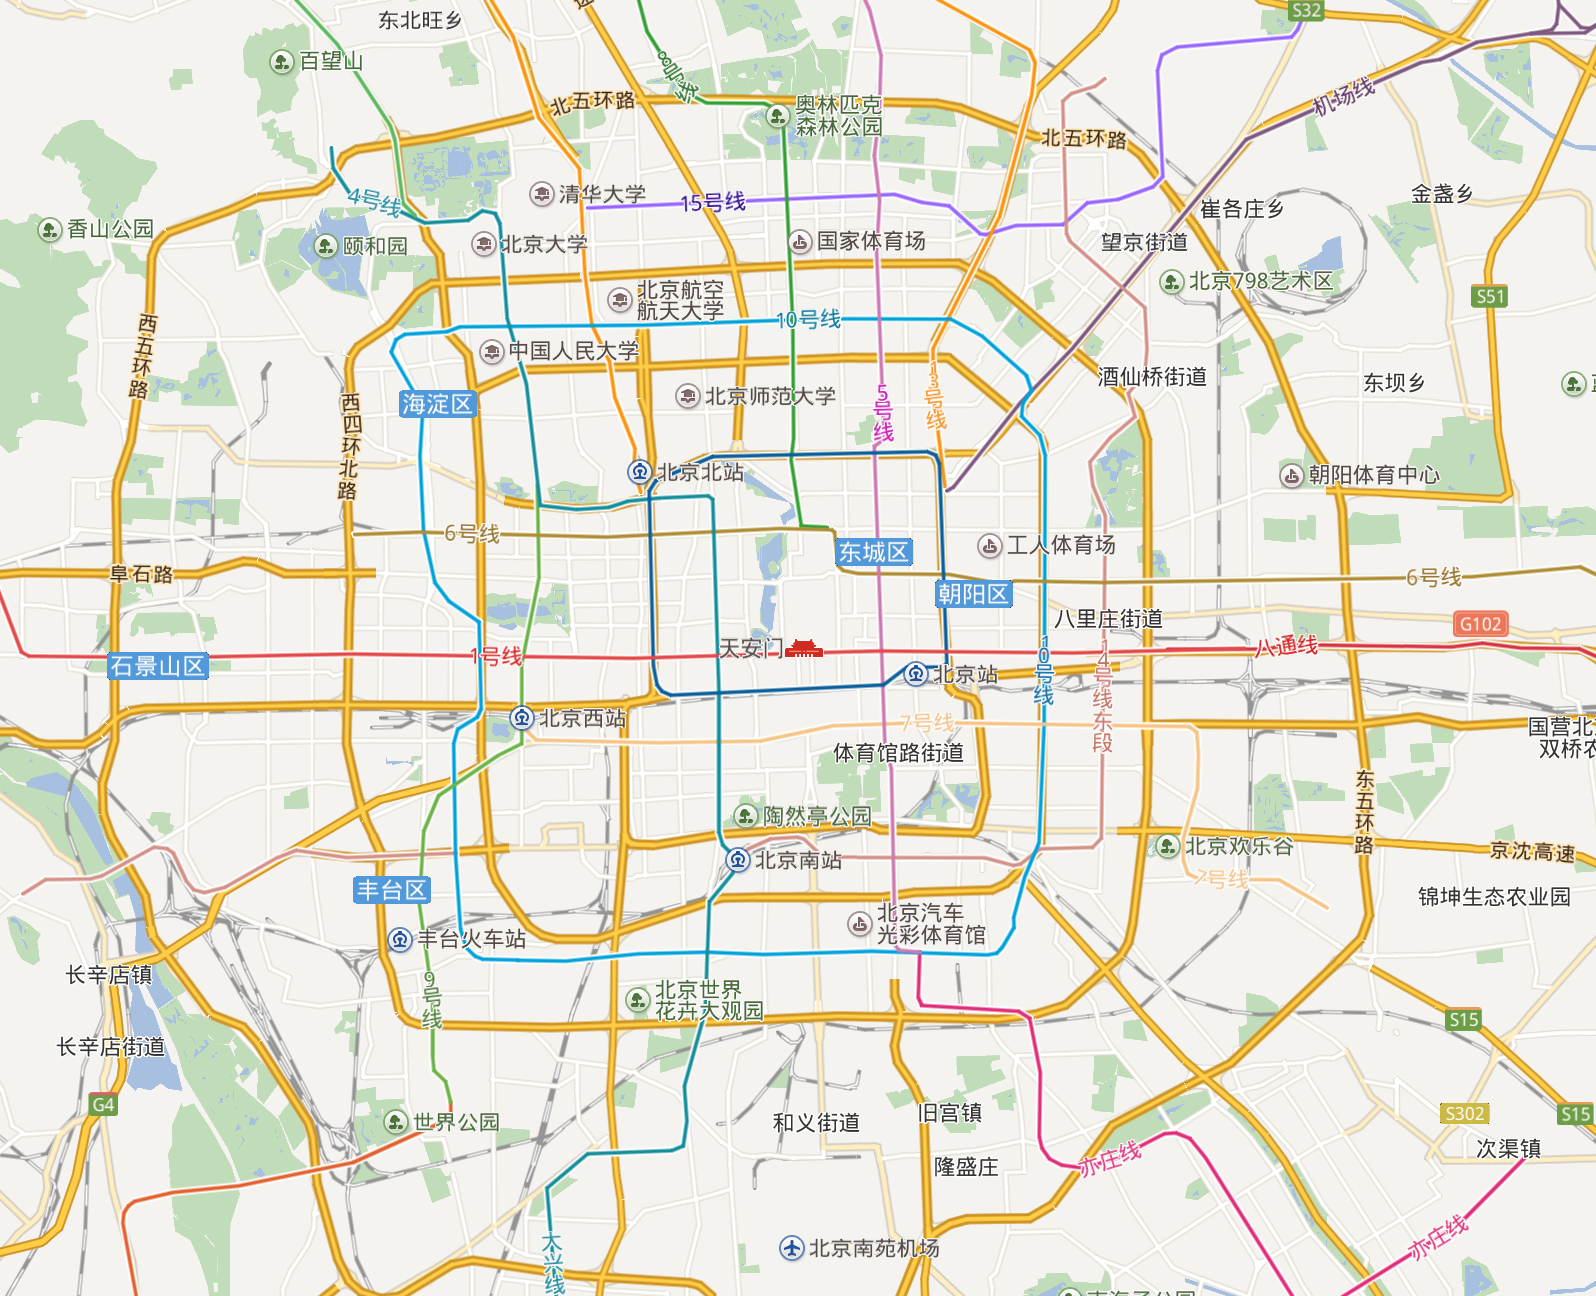 S32
东北旺乡
百望山
8号线
机场线
北五环路
奥林匹克
森林公园
北五环路
清华大学
4号线
15号线
金盏乡
崔各庄乡
香山公园
颐和园
北京大学
国家体育场
望京街道
北京798艺术区
S51
北京航空
航天大学
10号线
西五环路
中国人民大学
酒仙桥街道
东坝乡
海淀区
北京师范大学
5号线
13号线
西四环北路
北京北站
朝阳体育中心
6号线
东城区
工人体育场
阜石路
朝阳区
6号线
八里庄街道
G102
天安门
1号线
八通线
石景山区
北京站
10号线
14号线东段
北京西站
7号线
国营北
双桥农
体育馆路街道
东五环路
陶然亭公园
北京欢乐谷
京沈高速
北京南站
7号线
丰台区
锦坤生态农业园
北京汽车
光彩体育馆
丰台火车站
长辛店镇
9号线
北京世界
花卉大观园
S15
长辛店街道
G4
世界公园
和义街道
旧宫镇
S302
S15
次渠镇
亦庄线
隆盛庄
大兴线
北京南苑机场
亦庄线